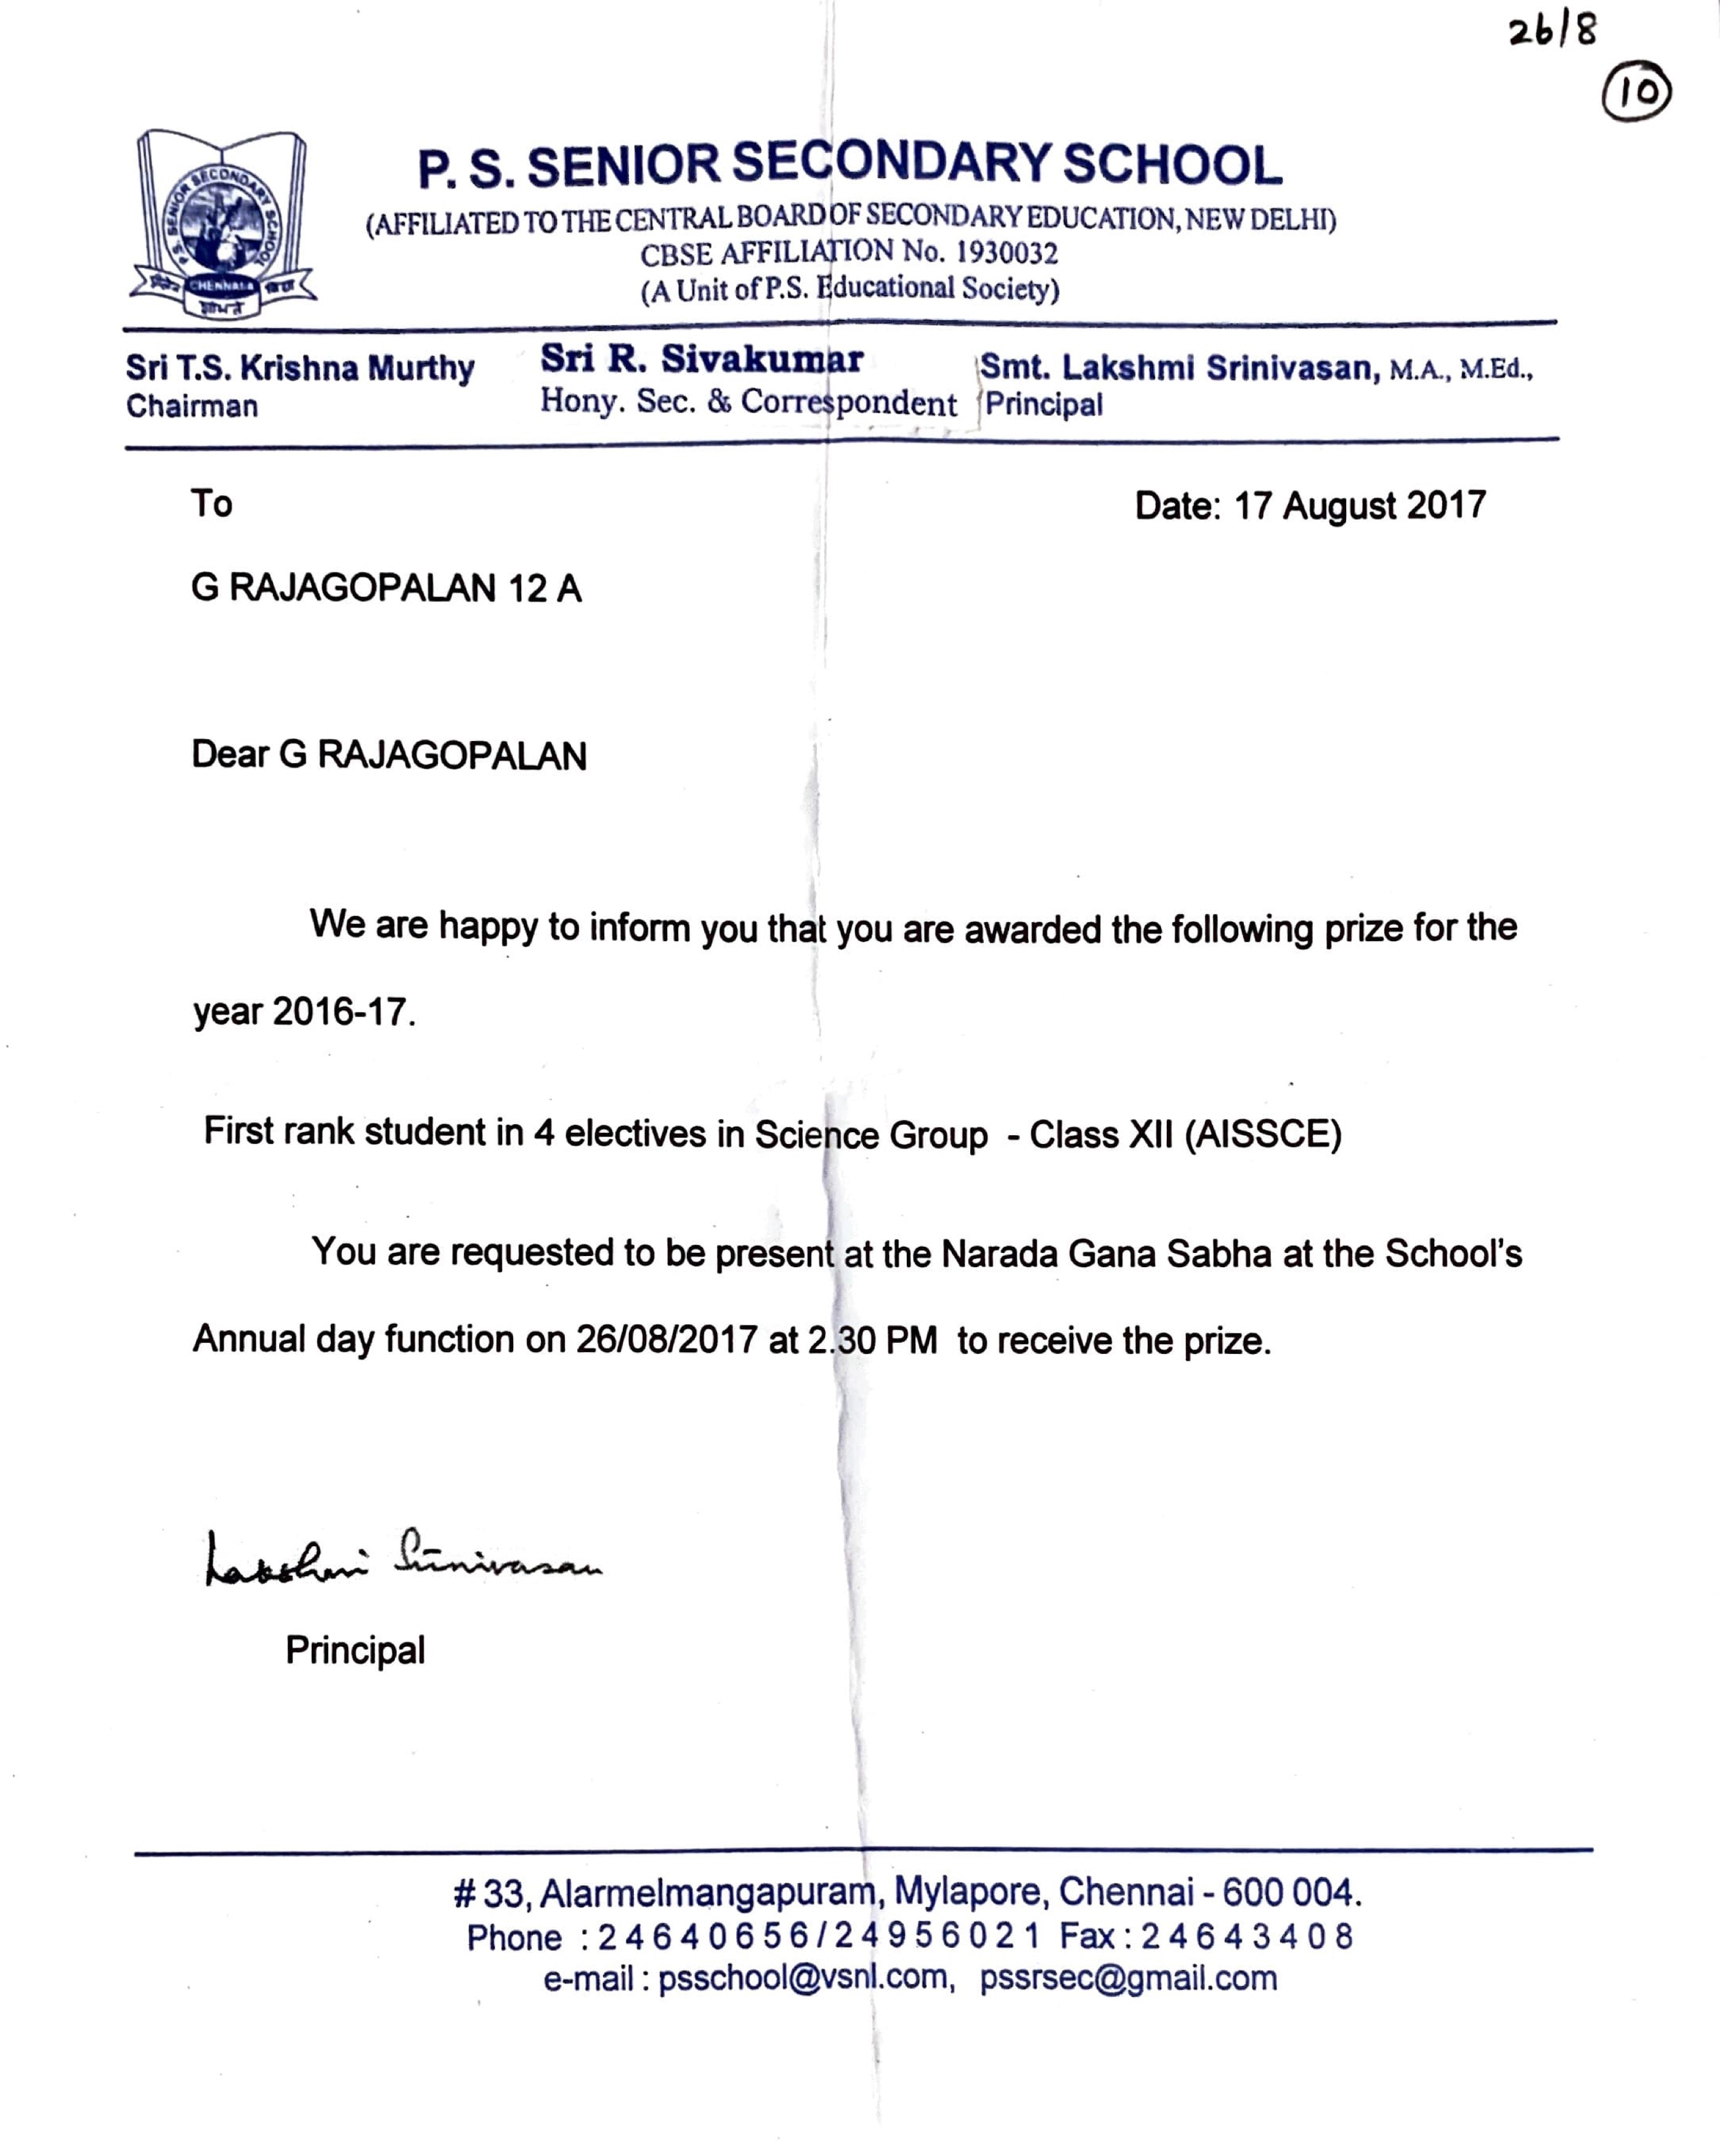 26/8
10
P. S. SENIOR SECONDARY SCHOOL
(AFFILIATED TO THE CENTRAL BOARD OF SECONDARY EDUCATION, NEW DELHI)
CBSE AFFILIATION No. 1930032
(A Unit of P.S. Educational Society)
P. S. SENIOR SECONDARY SCHOOL
CHENNAI-4
Sri T.S. Krishna Murthy
Chairman
Sri R. Sivakumar
Hony. Sec. & Correspondent
Smt. Lakshmi Srinivasan, M.A., M.Ed.,
Principal
To
Date: 17 August 2017
G RAJAGOPALAN 12 A
Dear G RAJAGOPALAN
We are happy to inform you that you are awarded the following prize for the
year 2016-17.
First rank student in 4 electives in Science Group - Class XII (AISSCE)
You are requested to be present at the Narada Gana Sabha at the School's
Annual day function on 26/08/2017 at 2.30 PM to receive the prize.
Lakshmi Srinivasan
Principal
# 33, Alarmelmangapuram, Mylapore, Chennai - 600 004.
Phone : 24640656/24956021 Fax : 24643408
e-mail : psschool@vsnl.com, pssrsec@gmail.com